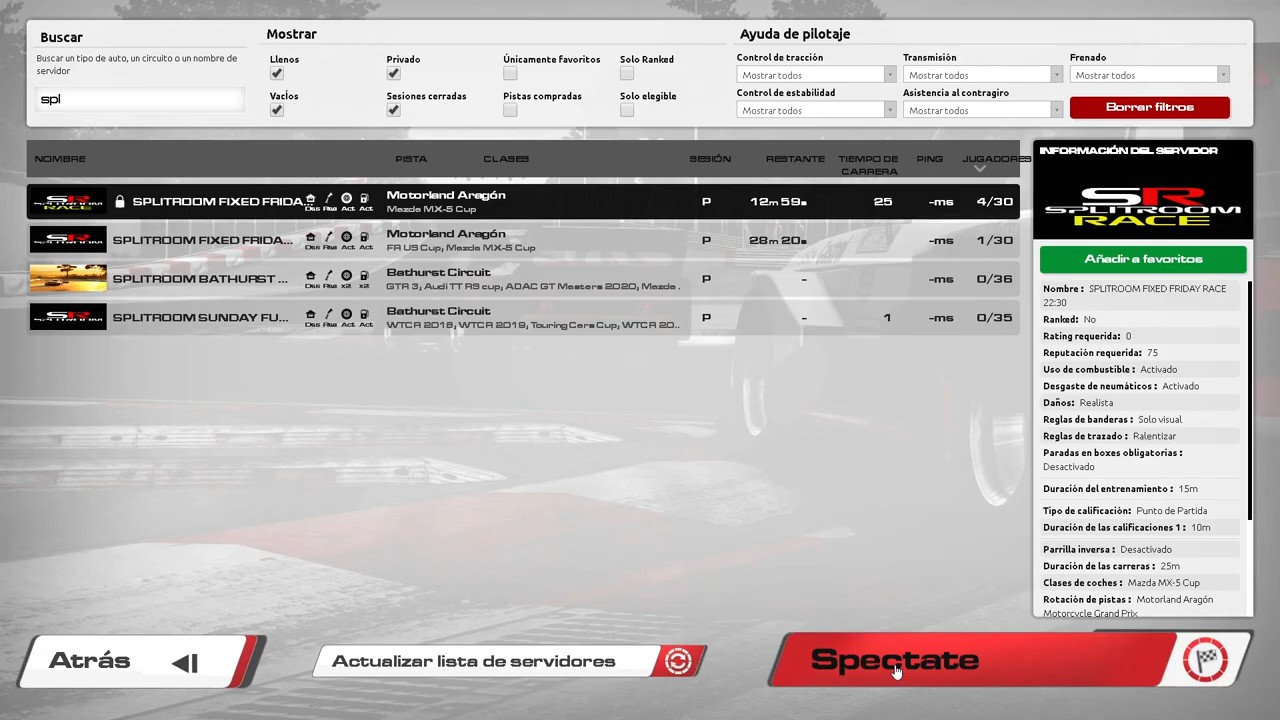 Buscar
Buscar un tipo de auto, un circuito o un nombre de
servidor
spl
Mostrar
Llenos
Privado
Únicamente favoritos
Solo Ranked
Vacíos
Sesiones cerradas
Pistas compradas
Solo elegible
Ayuda de pilotaje
Control de tracción
Transmisión
Frenado
Mostrar todos
Mostrar todos
Mostrar todos
Control de estabilidad
Asistencia al contragiro
Mostrar todos
Mostrar todos
Borrar filtros
NOMBRE PISTA CLASES SESIÓN RESTANTE TIEMPO DE CARRERA PING JUGADORES
SPLITROOM FIXED FRIDA... Motorland Aragón P 12m 59s 25 -ms 4/30
Mazda MX-5 Cup
SPLITROOM FIXED FRIDA... Motorland Aragón P 28m 20s -ms 1/30
FR US Cup, Mazda MX-5 Cup
SPLITROOM BATHURST ... Bathurst Circuit P - -ms 0/36
GTR 3, Audi TT RS cup, ADAC GT Masters 2020, Mazda .
SPLITROOM SUNDAY FU... Bathurst Circuit P - 1 -ms 0/35
WTCR 2018, WTCR 2019, Touring Cars Cup, WTCR 20..
INFORMACIÓN DEL SERVIDOR
SR
SPLITROOM
RACE
Añadir a favoritos
Nombre : SPLITROOM FIXED FRIDAY RACE
22:30
Ranked: No
Rating requerida: 0
Reputación requerida: 75
Uso de combustible : Activado
Desgaste de neumáticos : Activado
Daños: Realista
Reglas de banderas : Solo visual
Reglas de trazado : Ralentizar
Paradas en boxes obligatorias :
Desactivado
Duración del entrenamiento : 15m
Tipo de calificación: Punto de Partida
Duración de las calificaciones 1 : 10m
Parrilla inversa : Desactivado
Duración de las carreras : 25m
Clases de coches : Mazda MX-5 Cup
Rotación de pistas : Motorland Aragón
Motorcycle Grand Prix
Atrás
Actualizar lista de servidores
Spectate